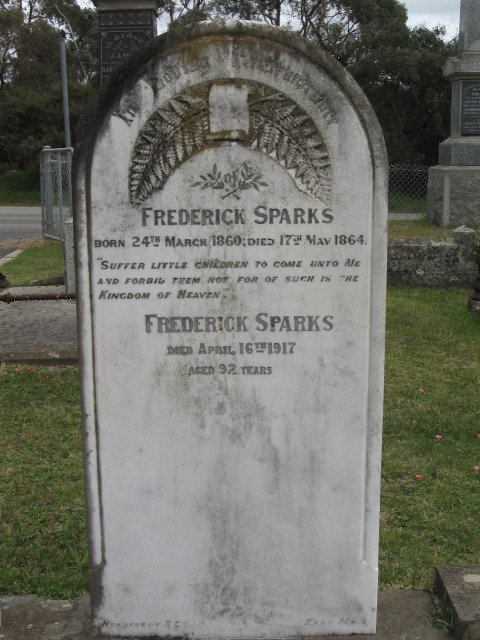 of
FREDERICK SPARKS
BORN 24TH MARCH 1860, DIED 17TH MAY 1864.
"SUFFER LITTLE CHILDREN TO COME UNTO ME
AND FORBID THEM NOT FOR OF SUCH IS THE
KINGDOM OF HEAVEN".
FREDERICK SPARKS
DIED APRIL 16TH 1917
AGED 92 YEARS